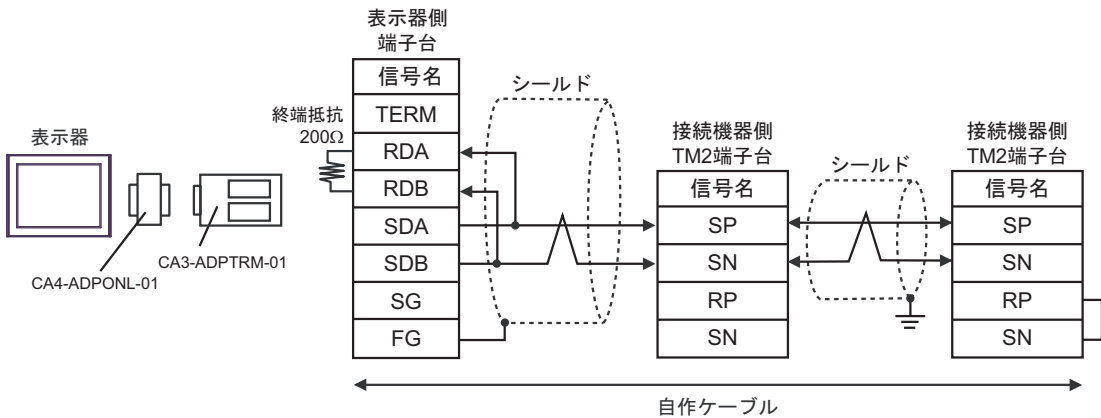 表示器
CA4-ADPONL-01
CA3-ADPTRM-01
終端抵抗
200Ω
表示器側
端子台
信号名
TERM
RDA
RDB
SDA
SDB
SG
FG
シールド
接続機器側
TM2端子台
信号名
SP
SN
RP
SN
シールド
接続機器側
TM2端子台
信号名
SP
SN
RP
SN
自作ケーブル